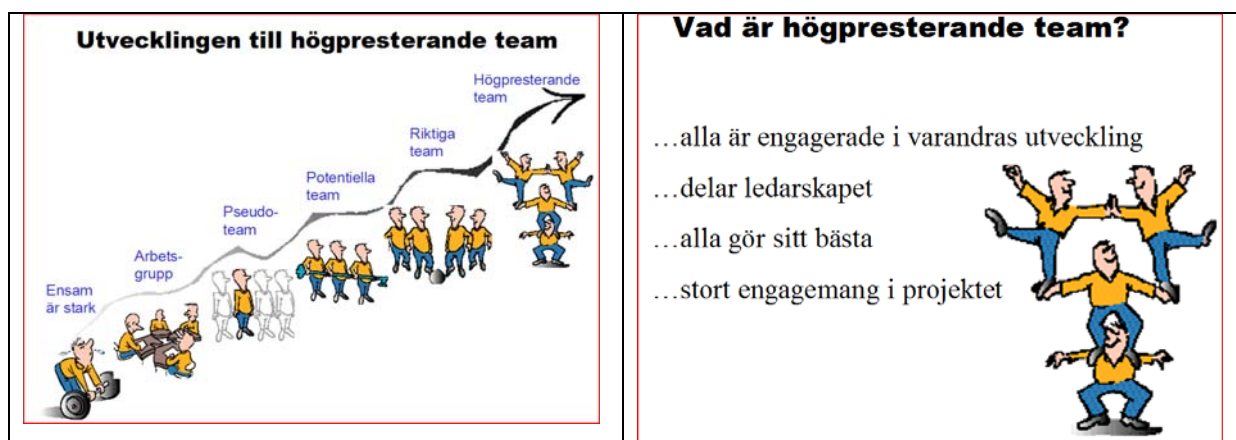 Utvecklingen till högpresterande team
Högpresterande
team
Riktiga
team
Potentiella
team
Pseudo-
team
Arbets-
grupp
Ensam
är stark
Vad är högpresterande team?
…alla är engagerade i varandras utveckling
…delar ledarskapet
…alla gör sitt bästa
…stort engagemang i projektet